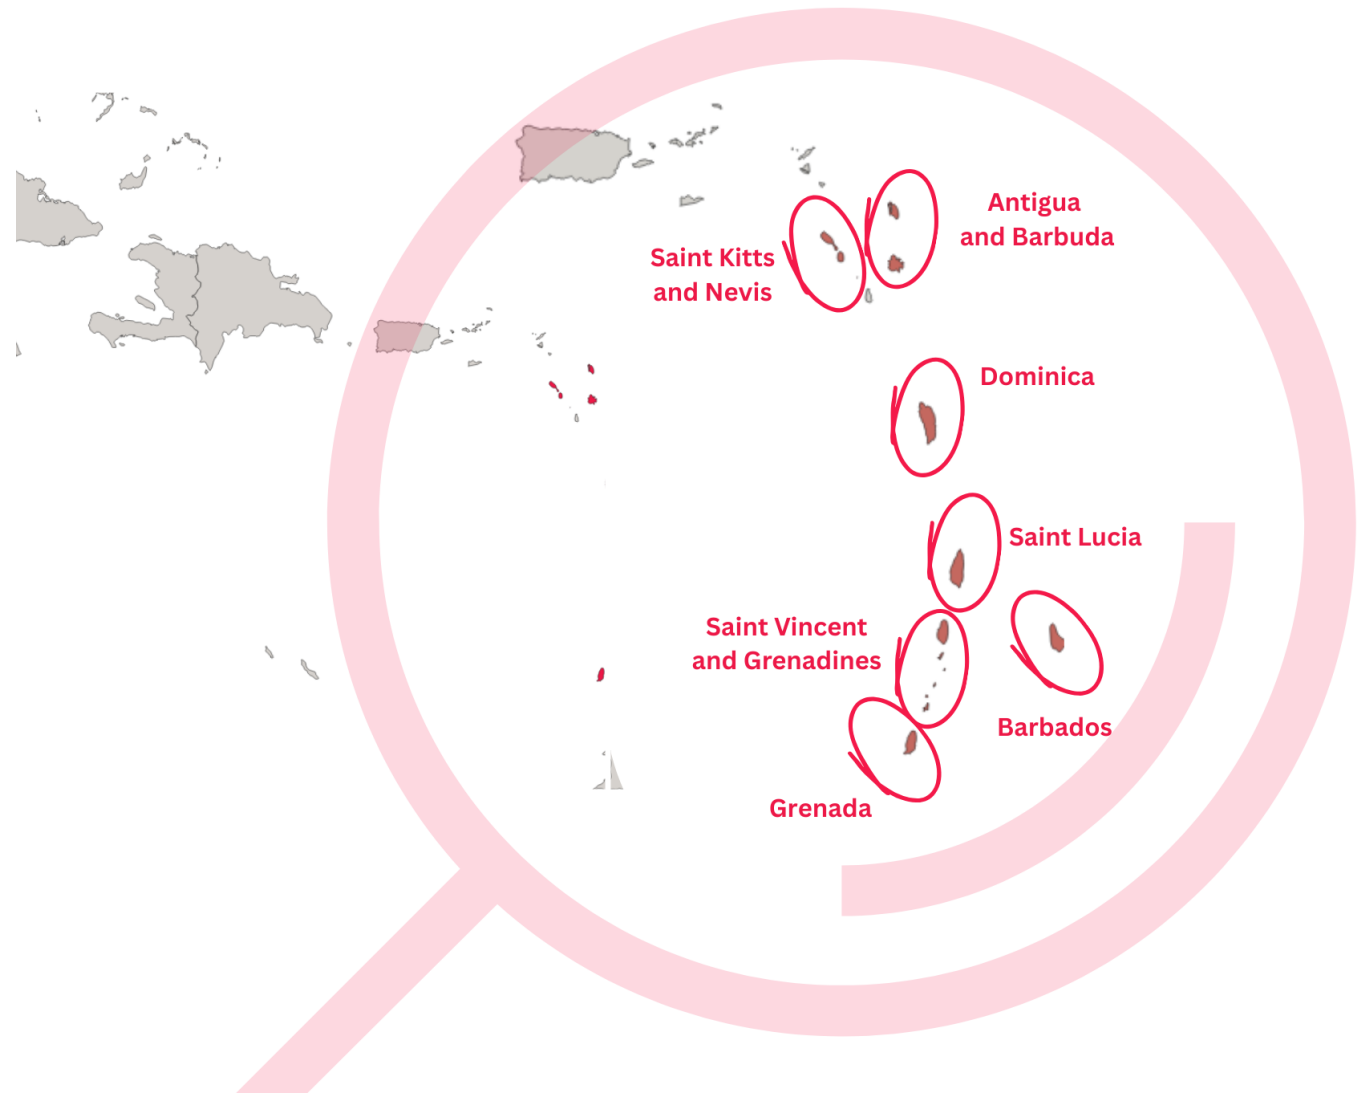 Antigua
and Barbuda
Saint Kitts
and Nevis
Dominica
Saint Lucia
Saint Vincent
and Grenadines
Barbados
Grenada